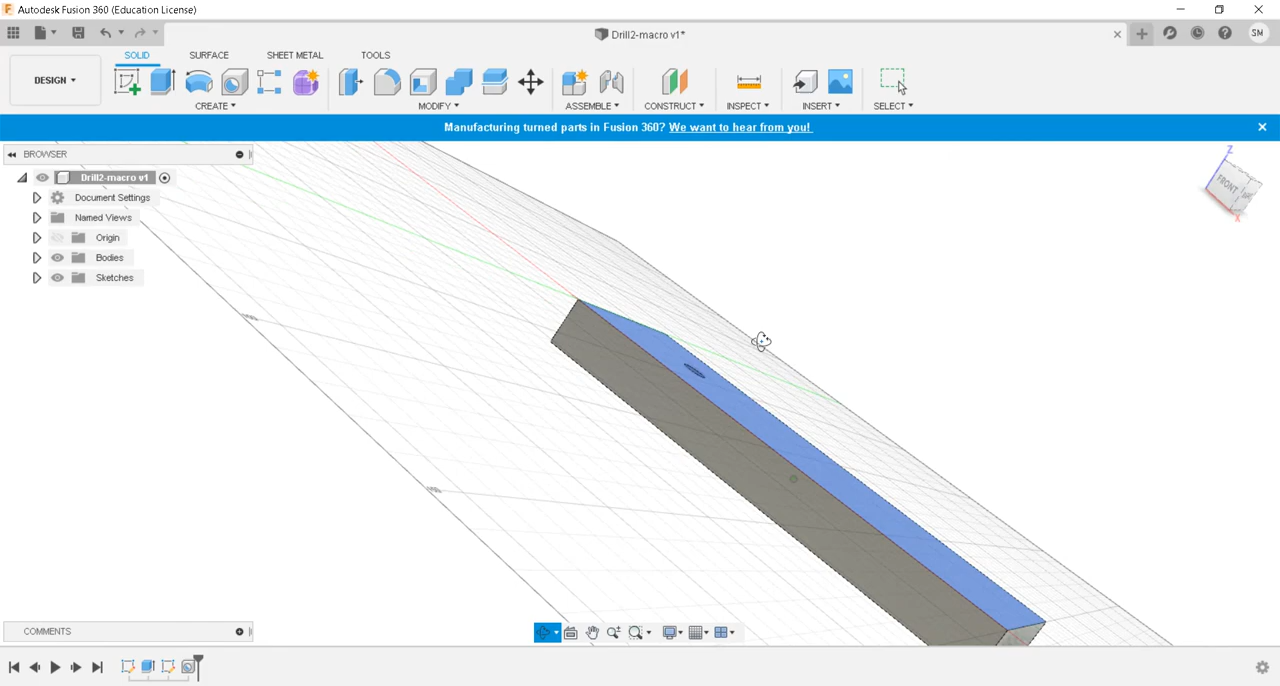 Autodesk Fusion 360 (Education License)
Drill2-macro v1*
SM
SOLID SURFACE SHEET METAL TOOLS
DESIGN
CREATE MODIFY ASSEMBLE CONSTRUCT INSPECT INSERT SELECT
Manufacturing turned parts in Fusion 360? We want to hear from you!
BROWSER
Drill2-macro v1
Document Settings
Named Views
Origin
Bodies
Sketches
Z
FRONT
X
COMMENTS